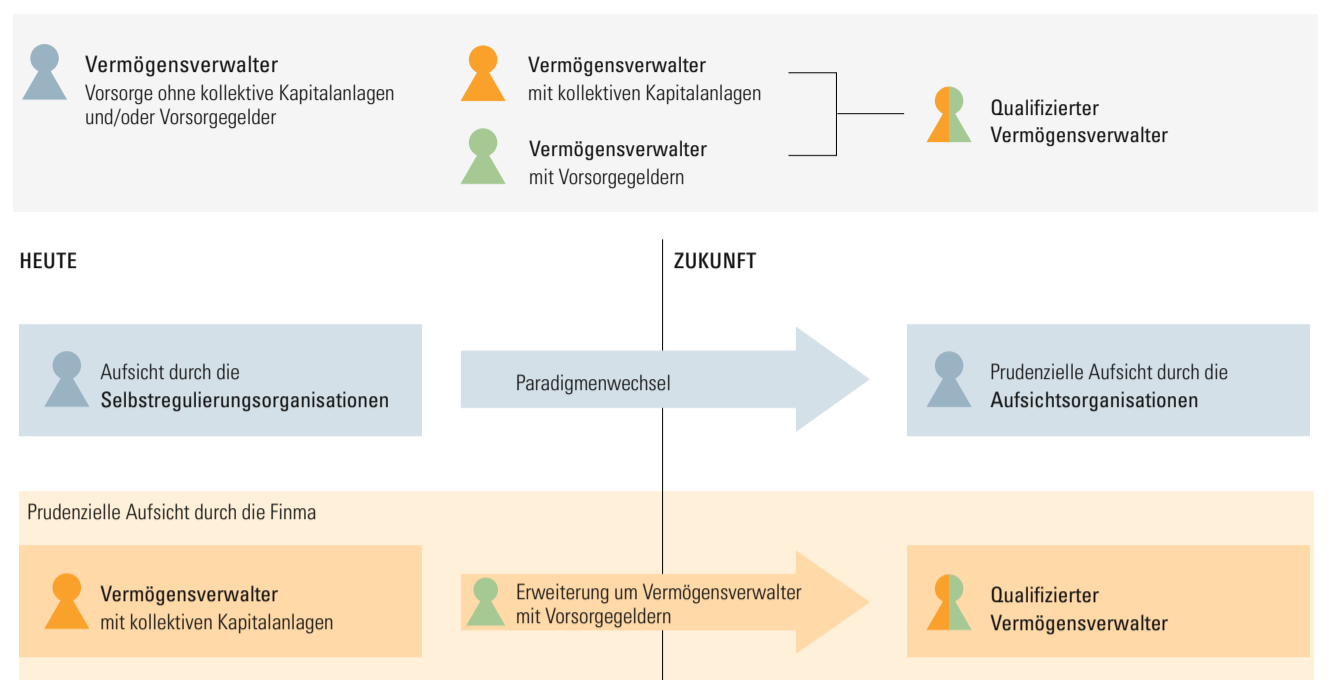 Vermögensverwalter
Vorsorge ohne kollektive Kapitalanlagen
und/oder Vorsorgegelder
Vermögensverwalter
mit kollektiven Kapitalanlagen
Vermögensverwalter
mit Vorsorgegeldern
Qualifizierter
Vermögensverwalter
HEUTE
ZUKUNFT
Aufsicht durch die
Selbstregulierungsorganisationen
Paradigmenwechsel
Prudenzielle Aufsicht durch die
Aufsichtsorganisationen
Prudenzielle Aufsicht durch die Finma
Vermögensverwalter
mit kollektiven Kapitalanlagen
Erweiterung um Vermögensverwalter
mit Vorsorgegeldern
Qualifizierter
Vermögensverwalter